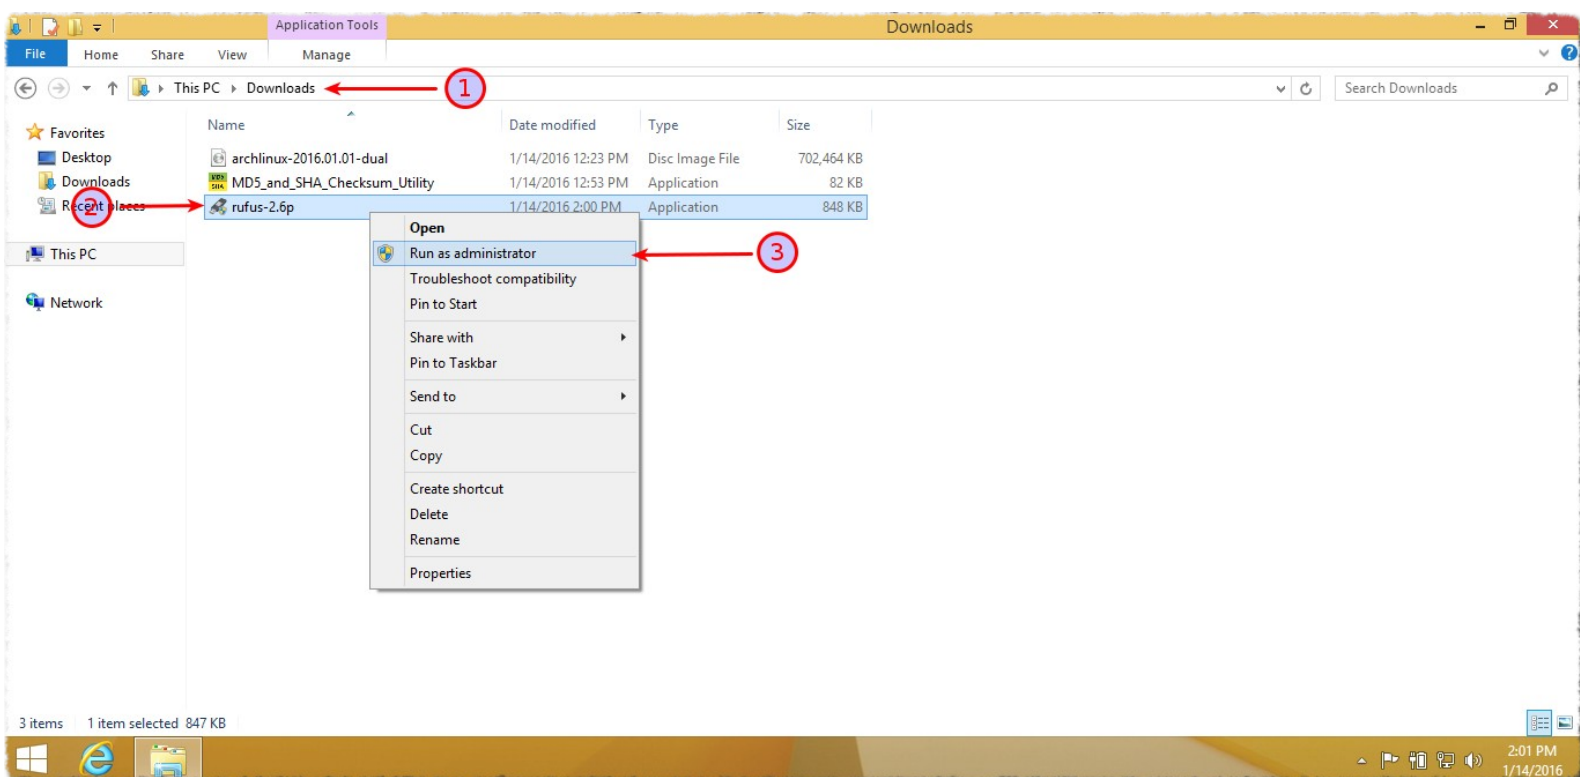 Application Tools
Downloads
File Home Share View Manage
This PC Downloads
1
Search Downloads
Name Date modified Type Size
Favorites
Desktop
Downloads
Recent places
This PC
Network
archlinux-2016.01.01-dual 1/14/2016 12:23 PM Disc Image File 702,464 KB
MD5_and_SHA_Checksum_Utility 1/14/2016 12:53 PM Application 82 KB
2
rufus-2.6p 1/14/2016 2:00 PM Application 848 KB
Open
Run as administrator
3
Troubleshoot compatibility
Pin to Start
Share with
Pin to Taskbar
Send to
Cut
Copy
Create shortcut
Delete
Rename
Properties
3 items 1 item selected 847 KB
2:01 PM
1/14/2016